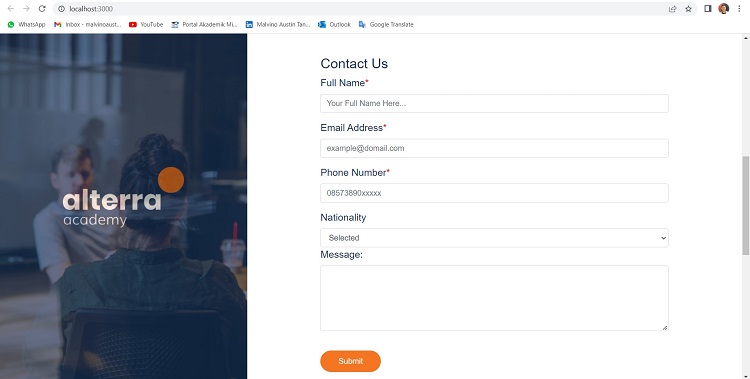 localhost:3000
WhatsApp
Inbox - malvinoaust...
YouTube
Portal Akademik Mi...
Malvino Austin Tan...
Outlook
Google Translate
alterra
academy
Contact Us
Full Name*
Your Full Name Here...
Email Address*
example@domail.com
Phone Number*
08573890xxxxx
Nationality
Selected
Message:
Submit